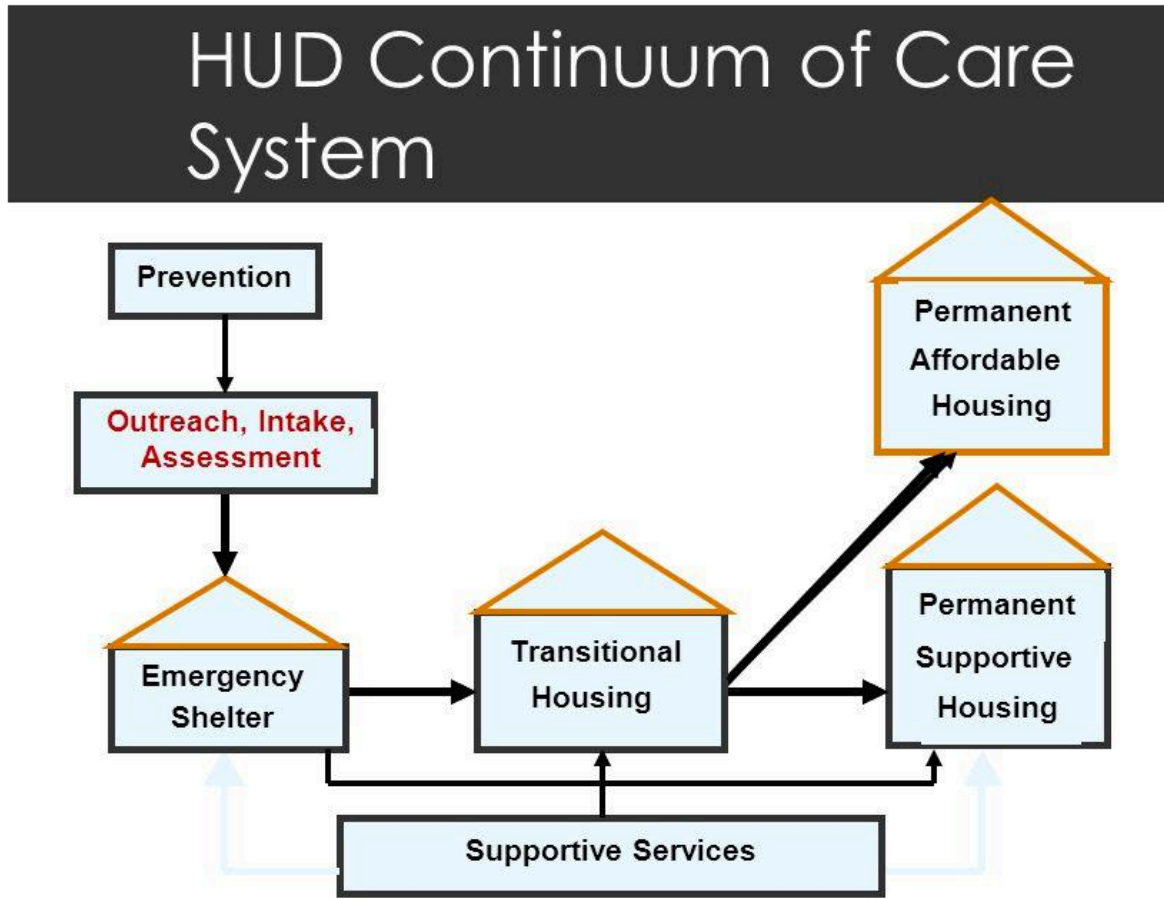 HUD Continuum of Care
System
Prevention
Outreach, Intake,
Assessment
Emergency
Shelter
Transitional
Housing
Permanent
Affordable
Housing
Permanent
Supportive
Housing
Supportive Services